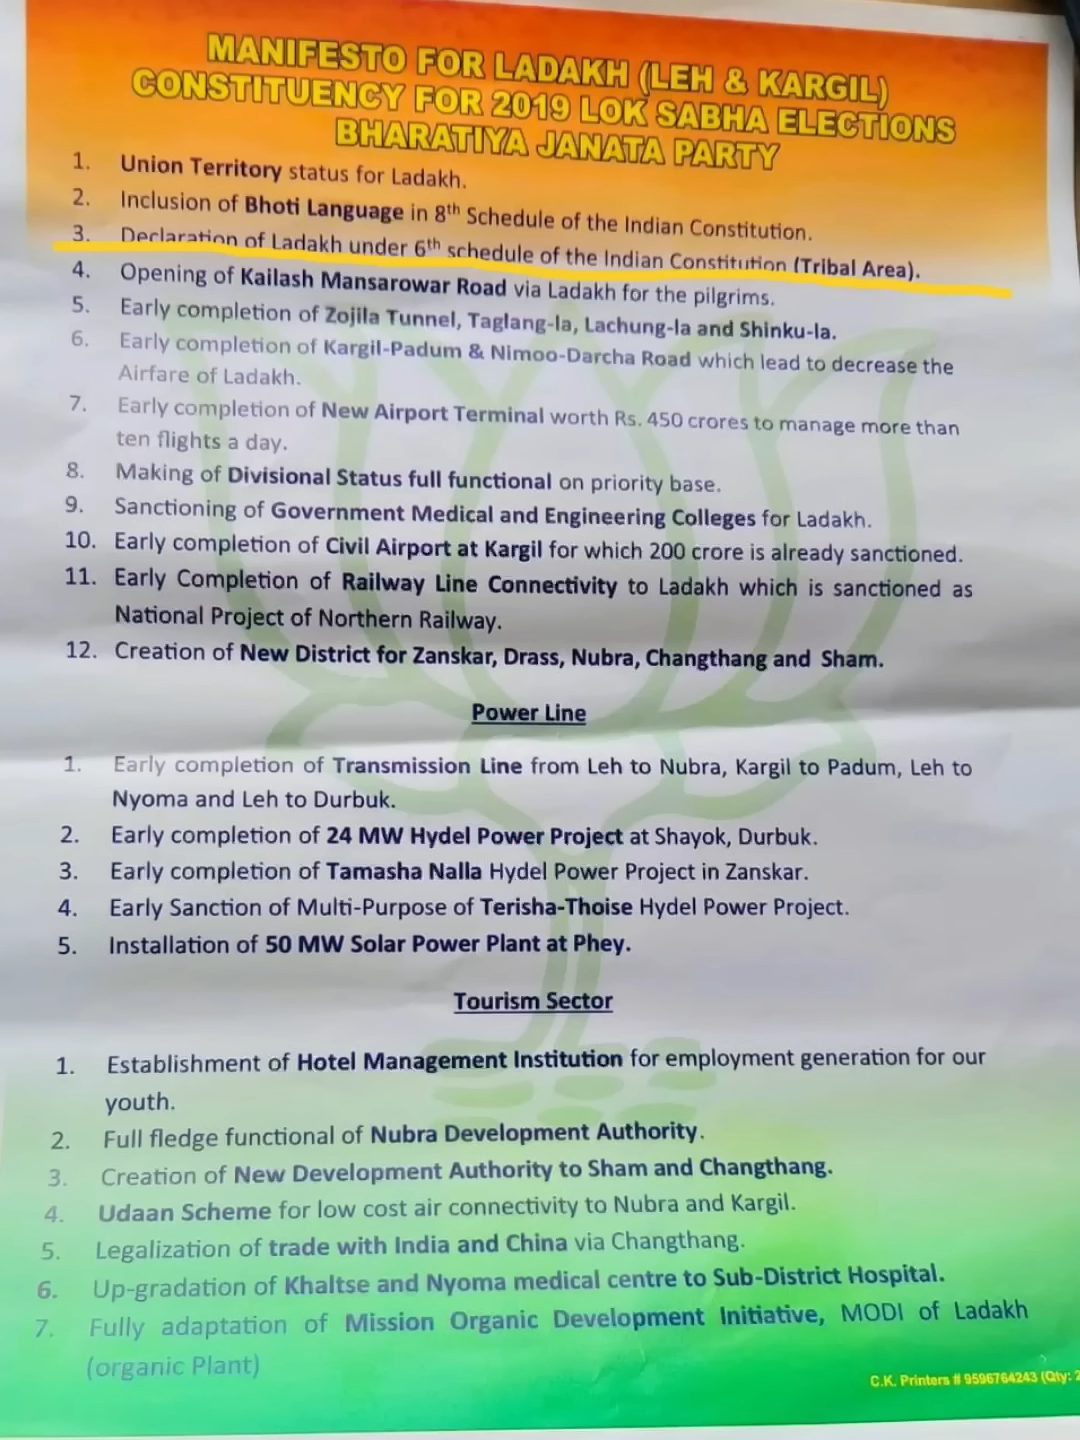 MANIFESTO FOR LADAKH (LEH & KARGIL)
CONSTITUENCY FOR 2019 LOK SABHA ELECTIONS
BHARATIYA JANATA PARTY
1. Union Territory status for Ladakh.
2. Inclusion of Bhoti Language in 8th Schedule of the Indian Constitution.
3. Declaration of Ladakh under 6th schedule of the Indian Constitution (Tribal Area).
4. Opening of Kailash Mansarowar Road via Ladakh for the pilgrims.
5. Early completion of Zojila Tunnel, Taglang-la, Lachung-la and Shinku-la.
6. Early completion of Kargil-Padum & Nimoo-Darcha Road which lead to decrease the
Airfare of Ladakh.
7. Early completion of New Airport Terminal worth Rs. 450 crores to manage more than
ten flights a day.
8. Making of Divisional Status full functional on priority base.
9. Sanctioning of Government Medical and Engineering Colleges for Ladakh.
10. Early completion of Civil Airport at Kargil for which 200 crore is already sanctioned.
11. Early Completion of Railway Line Connectivity to Ladakh which is sanctioned as
National Project of Northern Railway.
12. Creation of New District for Zanskar, Drass, Nubra, Changthang and Sham.
Power Line
1. Early completion of Transmission Line from Leh to Nubra, Kargil to Padum, Leh to
Nyoma and Leh to Durbuk.
2. Early completion of 24 MW Hydel Power Project at Shayok, Durbuk.
3. Early completion of Tamasha Nalla Hydel Power Project in Zanskar.
4. Early Sanction of Multi-Purpose of Terisha-Thoise Hydel Power Project.
5. Installation of 50 MW Solar Power Plant at Phey.
Tourism Sector
1. Establishment of Hotel Management Institution for employment generation for our
youth.
2. Full fledge functional of Nubra Development Authority.
3. Creation of New Development Authority to Sham and Changthang.
4. Udaan Scheme for low cost air connectivity to Nubra and Kargil.
5. Legalization of trade with India and China via Changthang.
6. Up-gradation of Khaltse and Nyoma medical centre to Sub-District Hospital.
7. Fully adaptation of Mission Organic Development Initiative, MODI of Ladakh
(organic Plant)
C.K. Printers # 9596764243 (Qty: 2